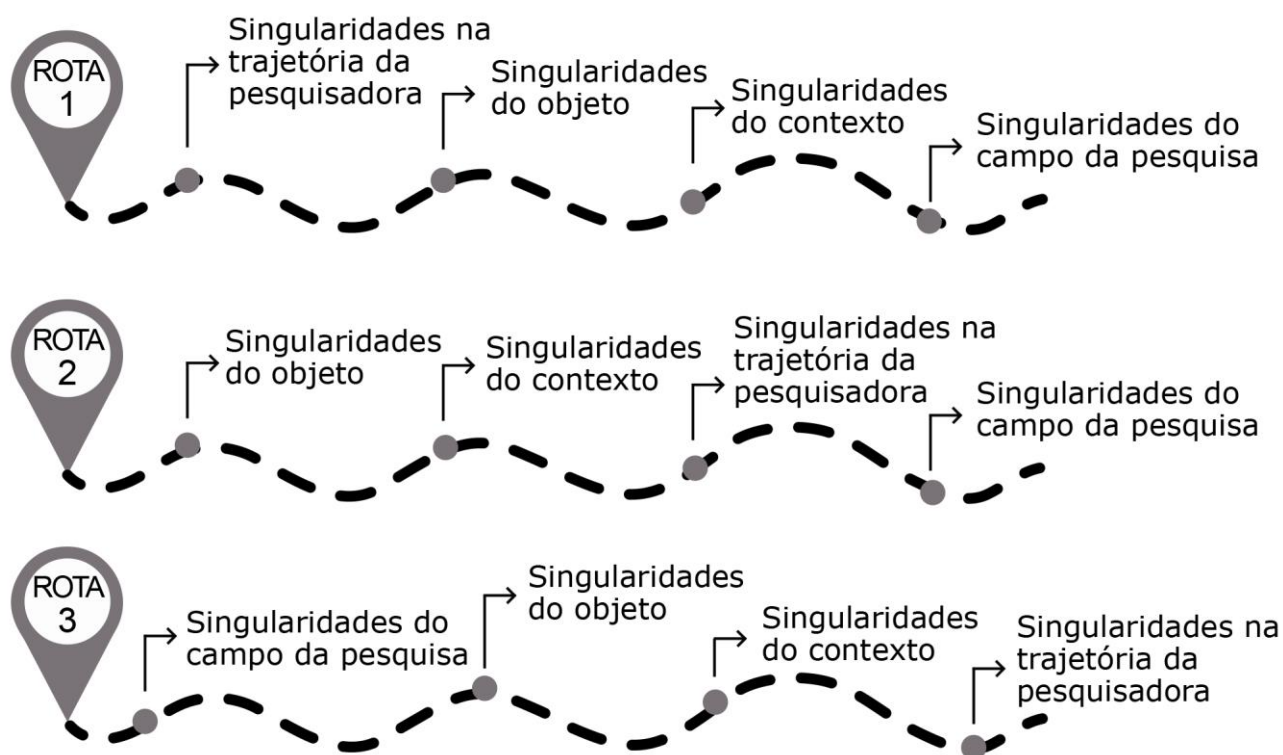 ROTA
1
Singularidades na
trajetória da
pesquisadora
Singularidades
do objeto
Singularidades
do contexto
Singularidades do
campo da pesquisa
ROTA
2
Singularidades
do objeto
Singularidades
do contexto
Singularidades na
trajetória da
pesquisadora
Singularidades do
campo da pesquisa
ROTA
3
Singularidades do
campo da pesquisa
Singularidades
do objeto
Singularidades
do contexto
Singularidades na
trajetória da
pesquisadora